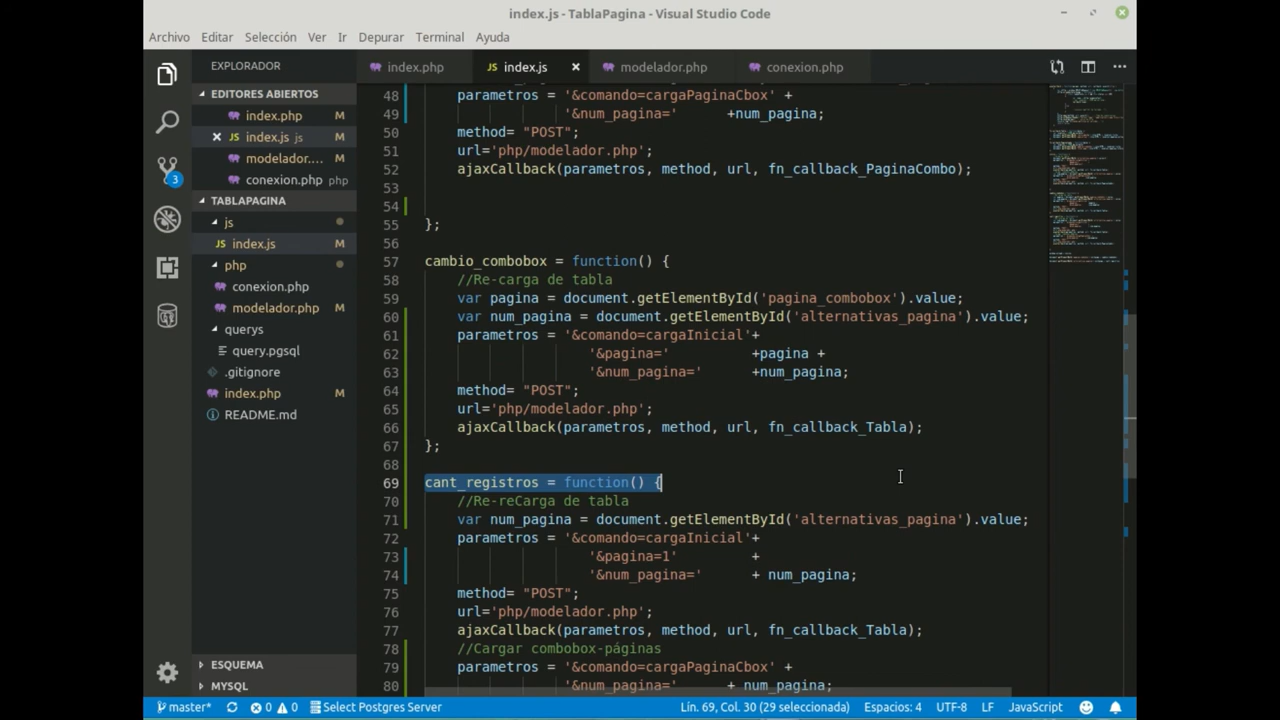 index.js - TablaPagina - Visual Studio Code
Archivo Editar Selección Ver Ir Depurar Terminal Ayuda
EXPLORADOR
EDITORES ABIERTOS
index.php M
index.js js M
modelador.... M
conexion.php php M
TABLAPAGINA
js
index.js M
php
conexion.php M
modelador.php M
querys
query.pgsql
.gitignore
index.php M
README.md
ESQUEMA
MYSQL
3
index.php index.js modelador.php conexion.php
48 parametros = '&comando=cargaPaginaCbox' +
49 '&num_pagina=' +num_pagina;
50 method= "POST";
51 url='php/modelador.php';
52 ajaxCallback(parametros, method, url, fn_callback_PaginaCombo);
53
54
55 };
56
57 cambio_combobox = function() {
58 //Re-carga de tabla
59 var pagina = document.getElementById('pagina_combobox').value;
60 var num_pagina = document.getElementById('alternativas_pagina').value;
61 parametros = '&comando=cargaInicial'+
62 '&pagina=' +pagina +
63 '&num_pagina=' +num_pagina;
64 method= "POST";
65 url='php/modelador.php';
66 ajaxCallback(parametros, method, url, fn_callback_Tabla);
67 };
68
69 cant_registros = function() {
70 //Re-reCarga de tabla
71 var num_pagina = document.getElementById('alternativas_pagina').value;
72 parametros = '&comando=cargaInicial'+
73 '&pagina=1' +
74 '&num_pagina=' + num_pagina;
75 method= "POST";
76 url='php/modelador.php';
77 ajaxCallback(parametros, method, url, fn_callback_Tabla);
78 //Cargar combobox-páginas
79 parametros = '&comando=cargaPaginaCbox' +
80 '&num_pagina=' + num_pagina;
master* 0 0 Select Postgres Server Lín. 69, Col. 30 (29 seleccionada) Espacios: 4 UTF-8 LF JavaScript